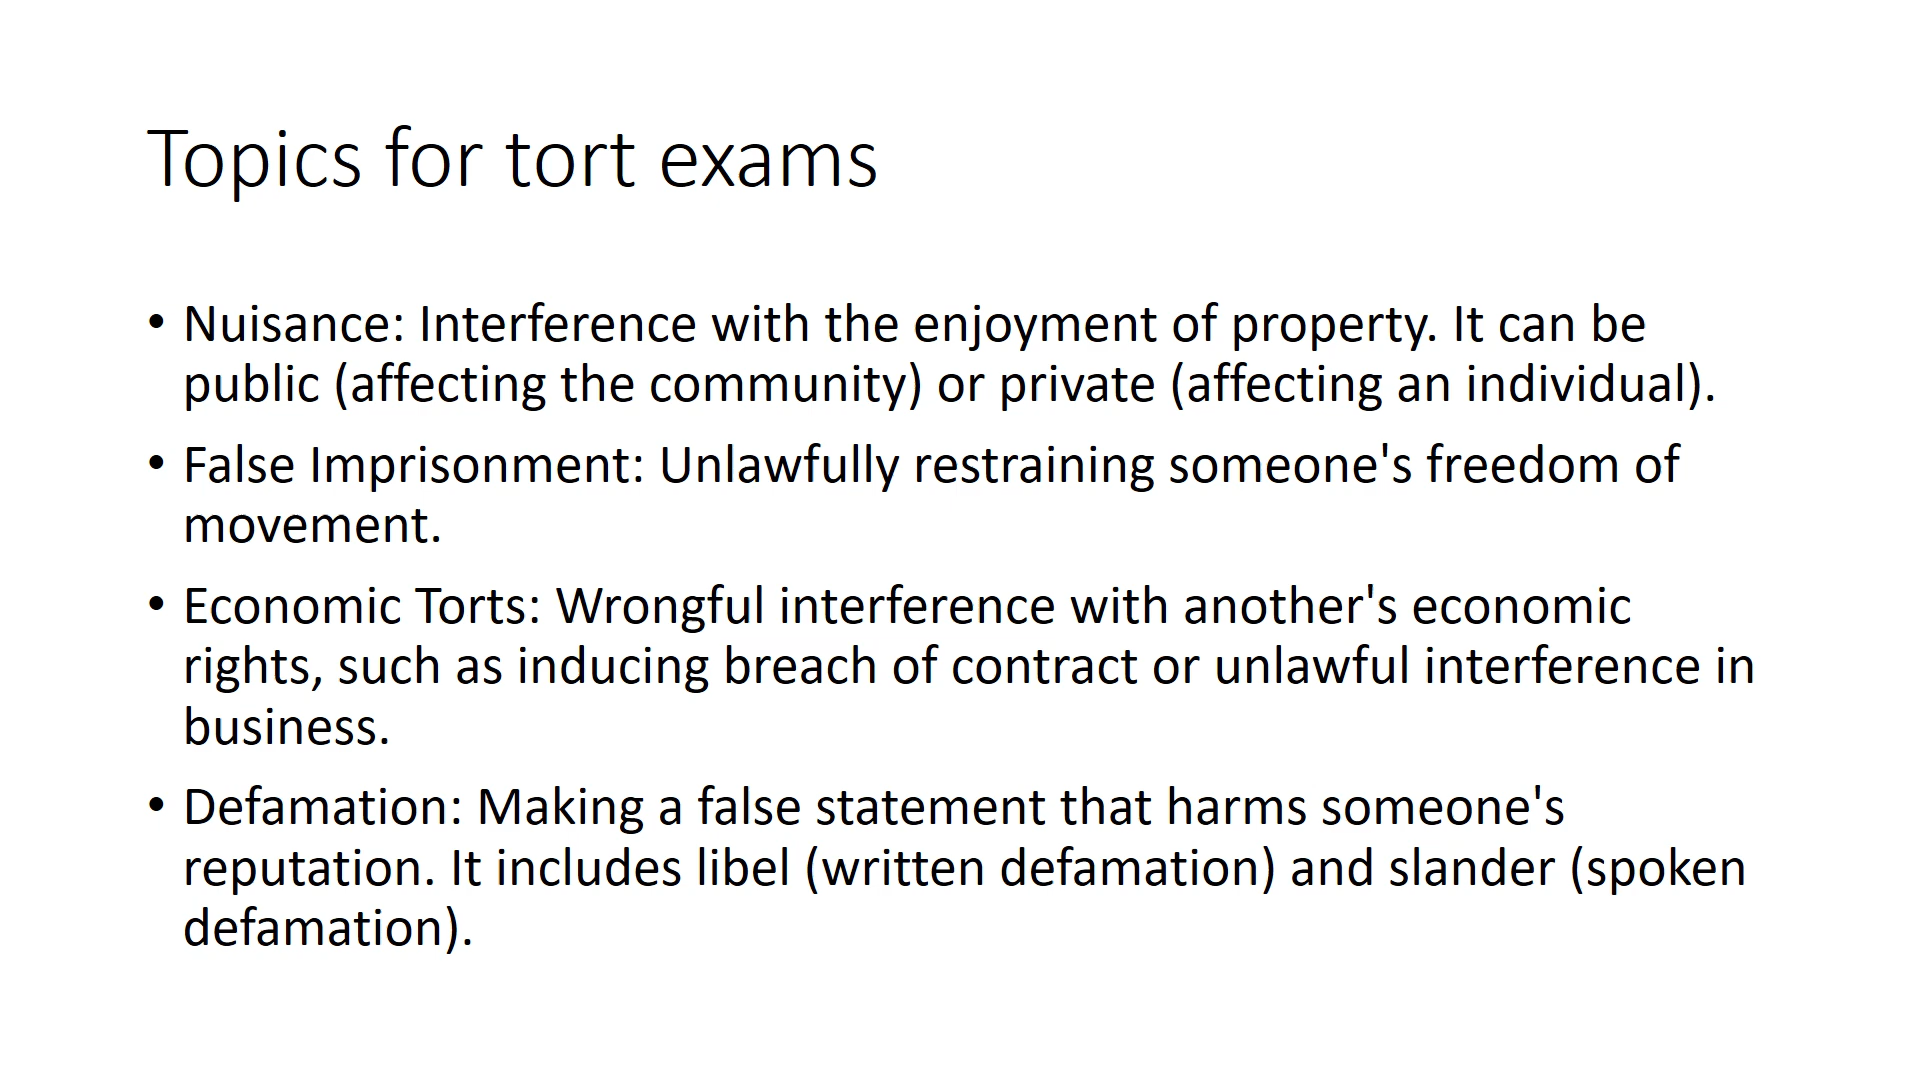 Topics for tort exams
• Nuisance: Interference with the enjoyment of property. It can be
public (affecting the community) or private (affecting an individual).
• False Imprisonment: Unlawfully restraining someone's freedom of
movement.
• Economic Torts: Wrongful interference with another's economic
rights, such as inducing breach of contract or unlawful interference in
business.
• Defamation: Making a false statement that harms someone's
reputation. It includes libel (written defamation) and slander (spoken
defamation).